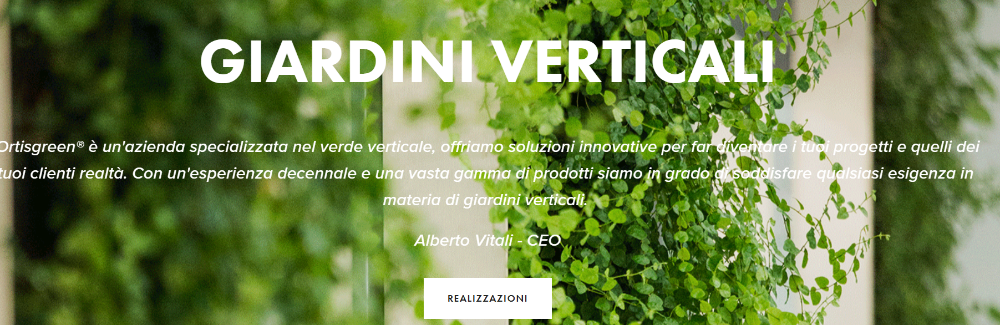 GIARDINI VERTICALI
Ortisgreen® è un'azienda specializzata nel verde verticale, offriamo soluzioni innovative per far diventare i tuoi progetti e quelli dei
tuoi clienti realtà. Con un'esperienza decennale e una vasta gamma di prodotti siamo in grado di soddisfare qualsiasi esigenza in
materia di giardini verticali.
Alberto Vitali - CEO
REALIZZAZIONI